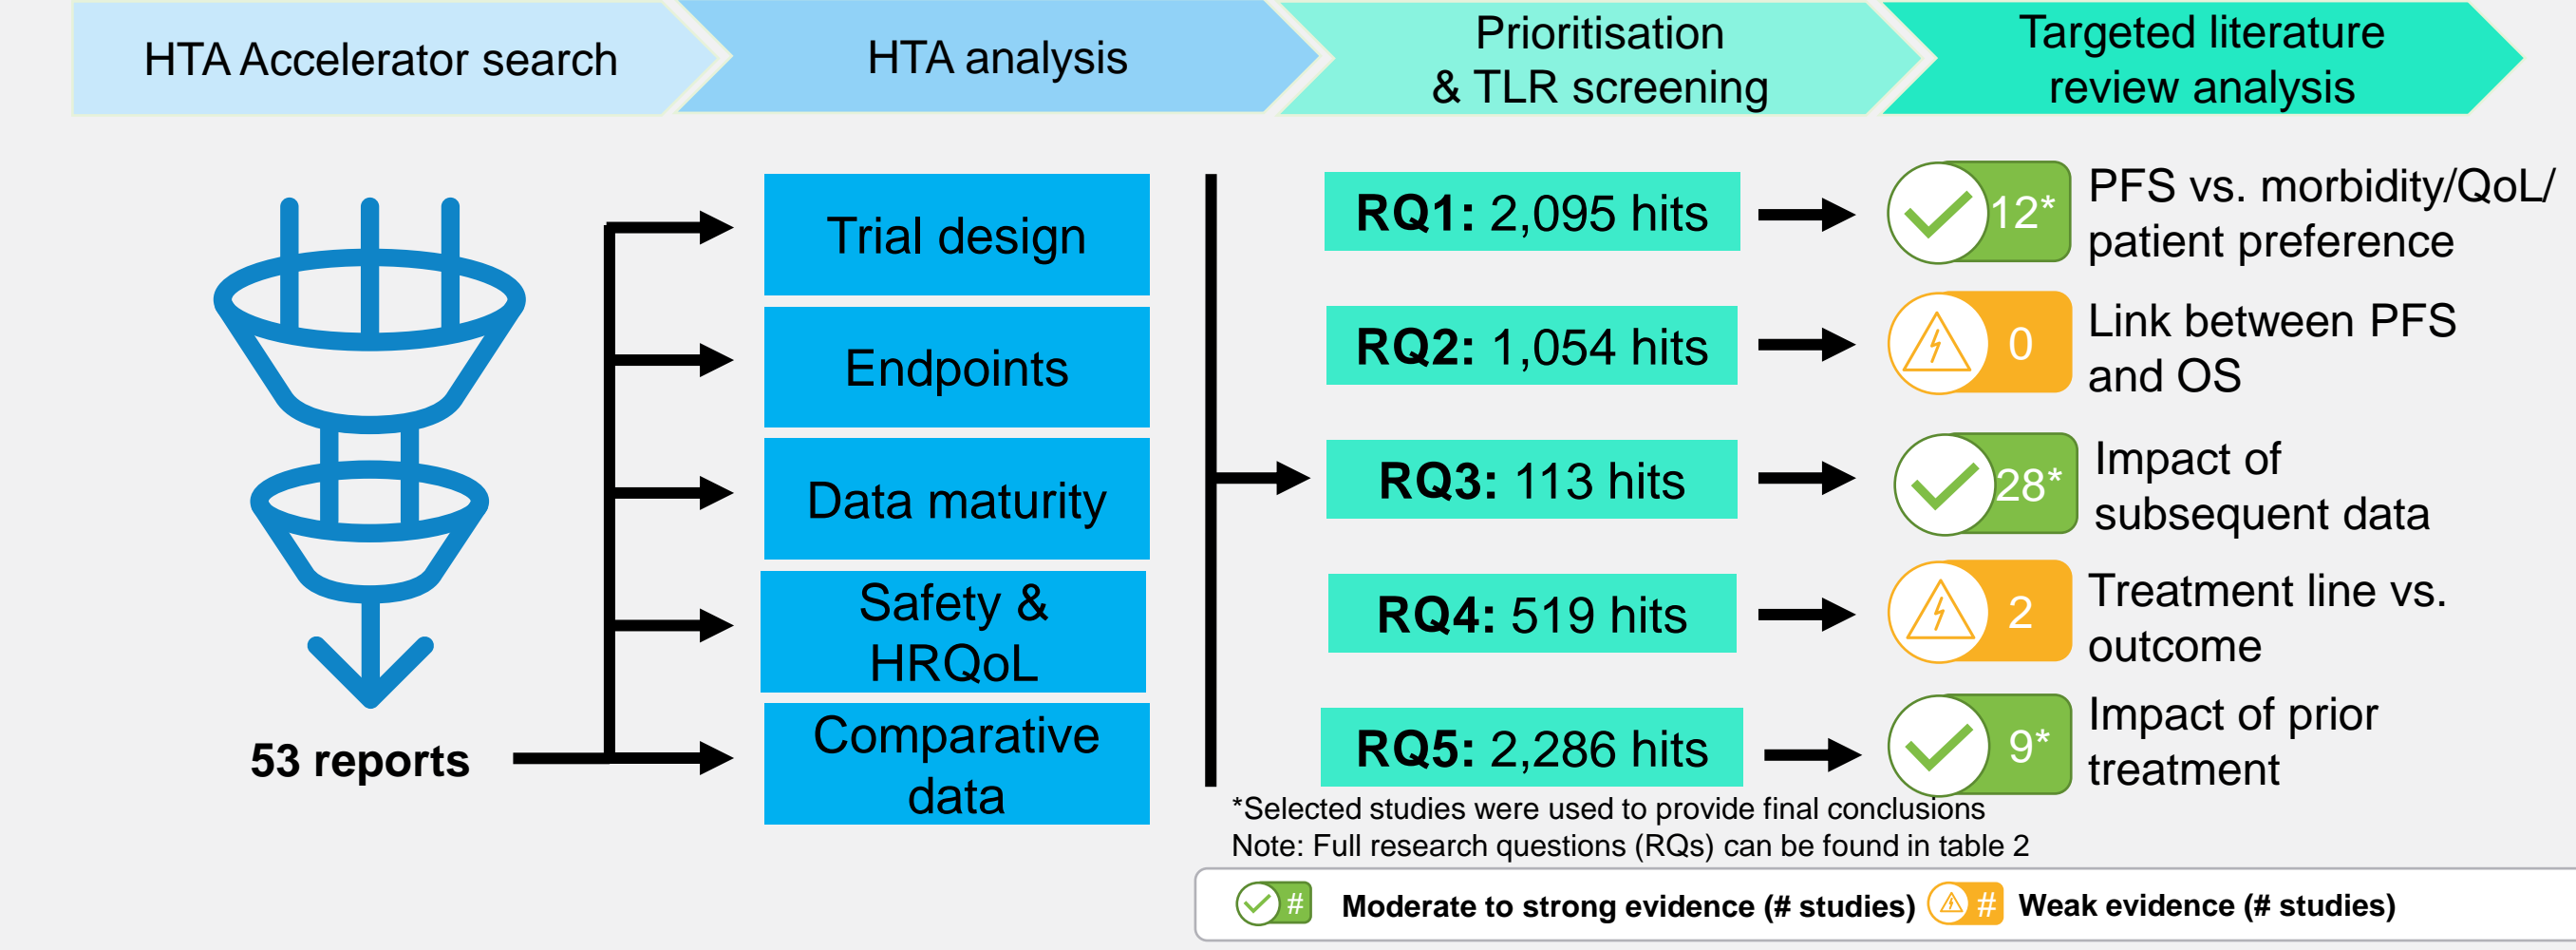 HTA Accelerator search
HTA analysis
Prioritisation
& TLR screening
Targeted literature
review analysis
53 reports
Trial design
Endpoints
Data maturity
Safety &
HRQoL
Comparative
data
RQ1: 2,095 hits
12*
PFS vs. morbidity/QoL/
patient preference
RQ2: 1,054 hits
0
Link between PFS
and OS
RQ3: 113 hits
28*
Impact of
subsequent data
RQ4: 519 hits
2
Treatment line vs.
outcome
RQ5: 2,286 hits
9*
Impact of prior
treatment
*Selected studies were used to provide final conclusions
Note: Full research questions (RQs) can be found in table 2
# Moderate to strong evidence (# studies) # Weak evidence (# studies)